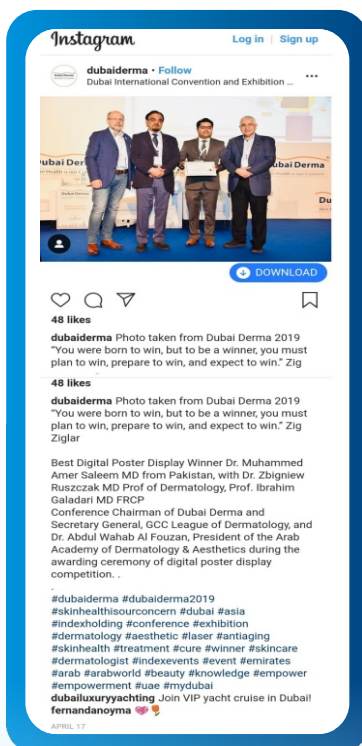 Instagram
Log in | Sign up
dubaiderma • Follow
Dubai International Convention and Exhibition ...
ubai Derma
Dubai Derma
Du
DOWNLOAD
48 likes
dubaiderma Photo taken from Dubai Derma 2019
"You were born to win, but to be a winner, you must
plan to win, prepare to win, and expect to win." Zig
48 likes
dubaiderma Photo taken from Dubai Derma 2019
"You were born to win, but to be a winner, you must
plan to win, prepare to win, and expect to win." Zig
Ziglar
Best Digital Poster Display Winner Dr. Muhammed
Amer Saleem MD from Pakistan, with Dr. Zbigniew
Ruszczak MD Prof of Dermatology, Prof. Ibrahim
Galadari MD FRCP
Conference Chairman of Dubai Derma and
Secretary General, GCC League of Dermatology, and
Dr. Abdul Wahab Al Fouzan, President of the Arab
Academy of Dermatology & Aesthetics during the
awarding ceremony of digital poster display
competition. .
.
#dubaiderma #dubaiderma2019
#skinhealthisourconcern #dubai #asia
#indexholding #conference #exhibition
#dermatology #aesthetic #laser #antiaging
#skinhealth #treatment #cure #winner #skincare
#dermatologist #indexevents #event #emirates
#arab #arabworld #beauty #knowledge #empower
#empowerment #uae #mydubai
dubailuxuryyachting Join VIP yacht cruise in Dubai!
fernandanoyma 💖🌷
APRIL 17